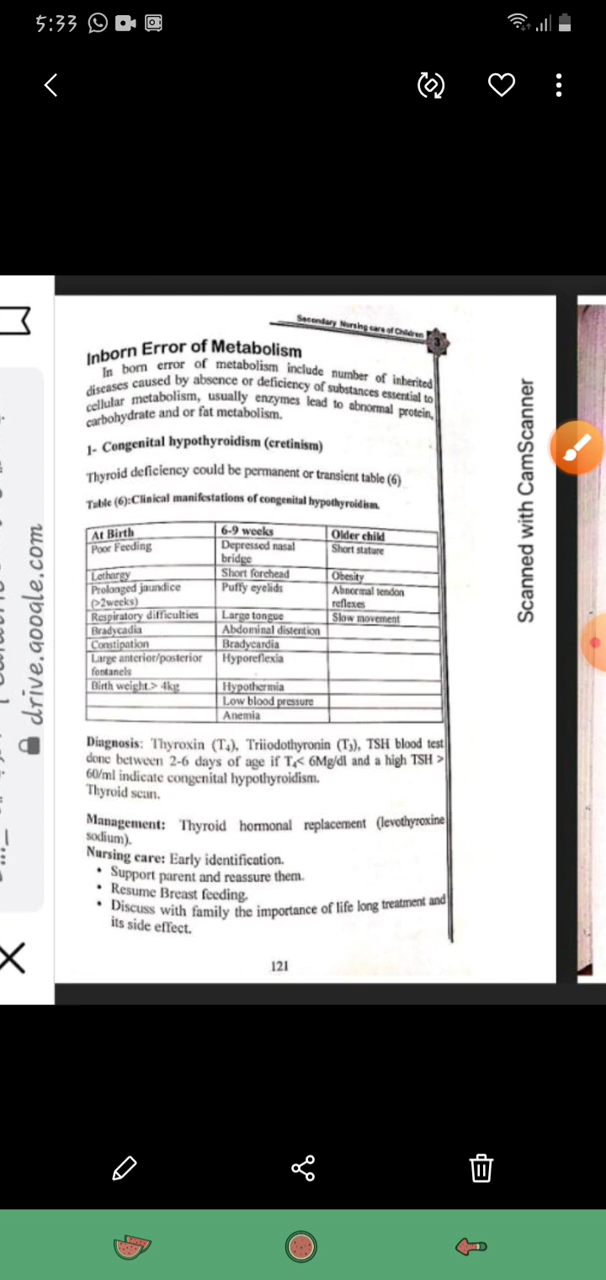 5:33
Secondary Nursing care of Children
3
Inborn Error of Metabolism
In born error of metabolism include number of inherited
diseases caused by absence or deficiency of substances essential to
cellular metabolism, usually enzymes lead to abnormal protein,
carbohydrate and or fat metabolism.
1- Congenital hypothyroidism (cretinism)
Thyroid deficiency could be permanent or transient table (6)
Table (6):Clinical manifestations of congenital hypothyroidism.
At Birth 6-9 weeks Older child
Poor Feeding Depressed nasal Short stature
bridge
Lethargy Short forehead Obesity
Prolonged jaundice Puffy eyelids Abnormal tendon
(>2weeks) reflexes
Respiratory difficulties Large tongue Slow movement
Bradycadia Abdominal distention
Constipation Bradycardia
Large anterior/posterior Hyporeflexia
fontanels
Birth weight.> 4kg Hypothermia
Low blood pressure
Anemia
Diagnosis: Thyroxin (T₄), Triiodothyronin (T₃), TSH blood test
done between 2-6 days of age if T₄< 6Mg/dl and a high TSH >
60/ml indicate congenital hypothyroidism.
Thyroid scan.
Management: Thyroid hormonal replacement (levothyroxine
sodium).
Nursing care: Early identification.
• Support parent and reassure them.
• Resume Breast feeding.
• Discuss with family the importance of life long treatment and
its side effect.
121
Scanned with CamScanner
drive.google.com